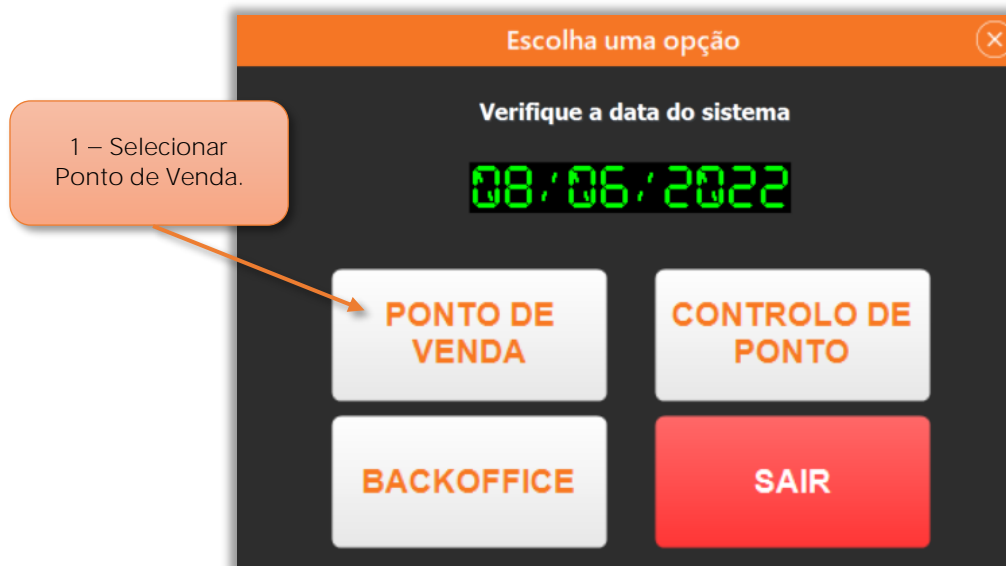 Escolha uma opção
Verifique a data do sistema
1 – Selecionar
Ponto de Venda.
08/06/2022
PONTO DE
VENDA
CONTROLO DE
PONTO
BACKOFFICE
SAIR